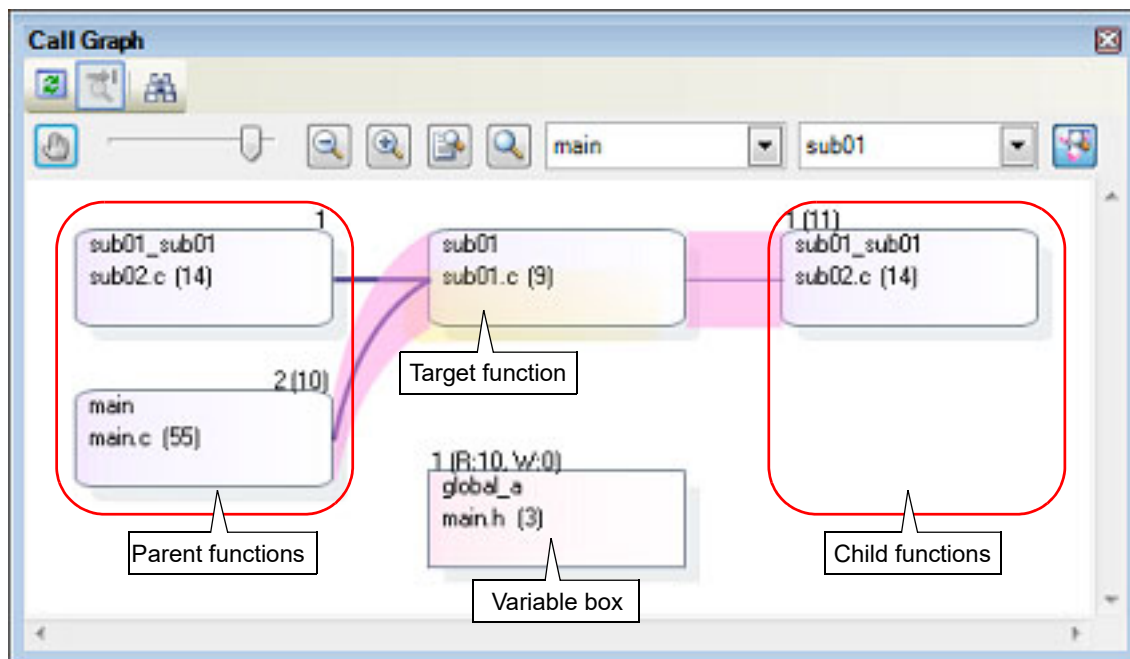 Call Graph
main
sub01
1
sub01_sub01
sub02.c (14)
sub01
sub01.c (9)
1 (11)
sub01_sub01
sub02.c (14)
Target function
2 (10)
main
main.c (55)
1 (R:10, W:0)
global_a
main.h (3)
Parent functions
Child functions
Variable box